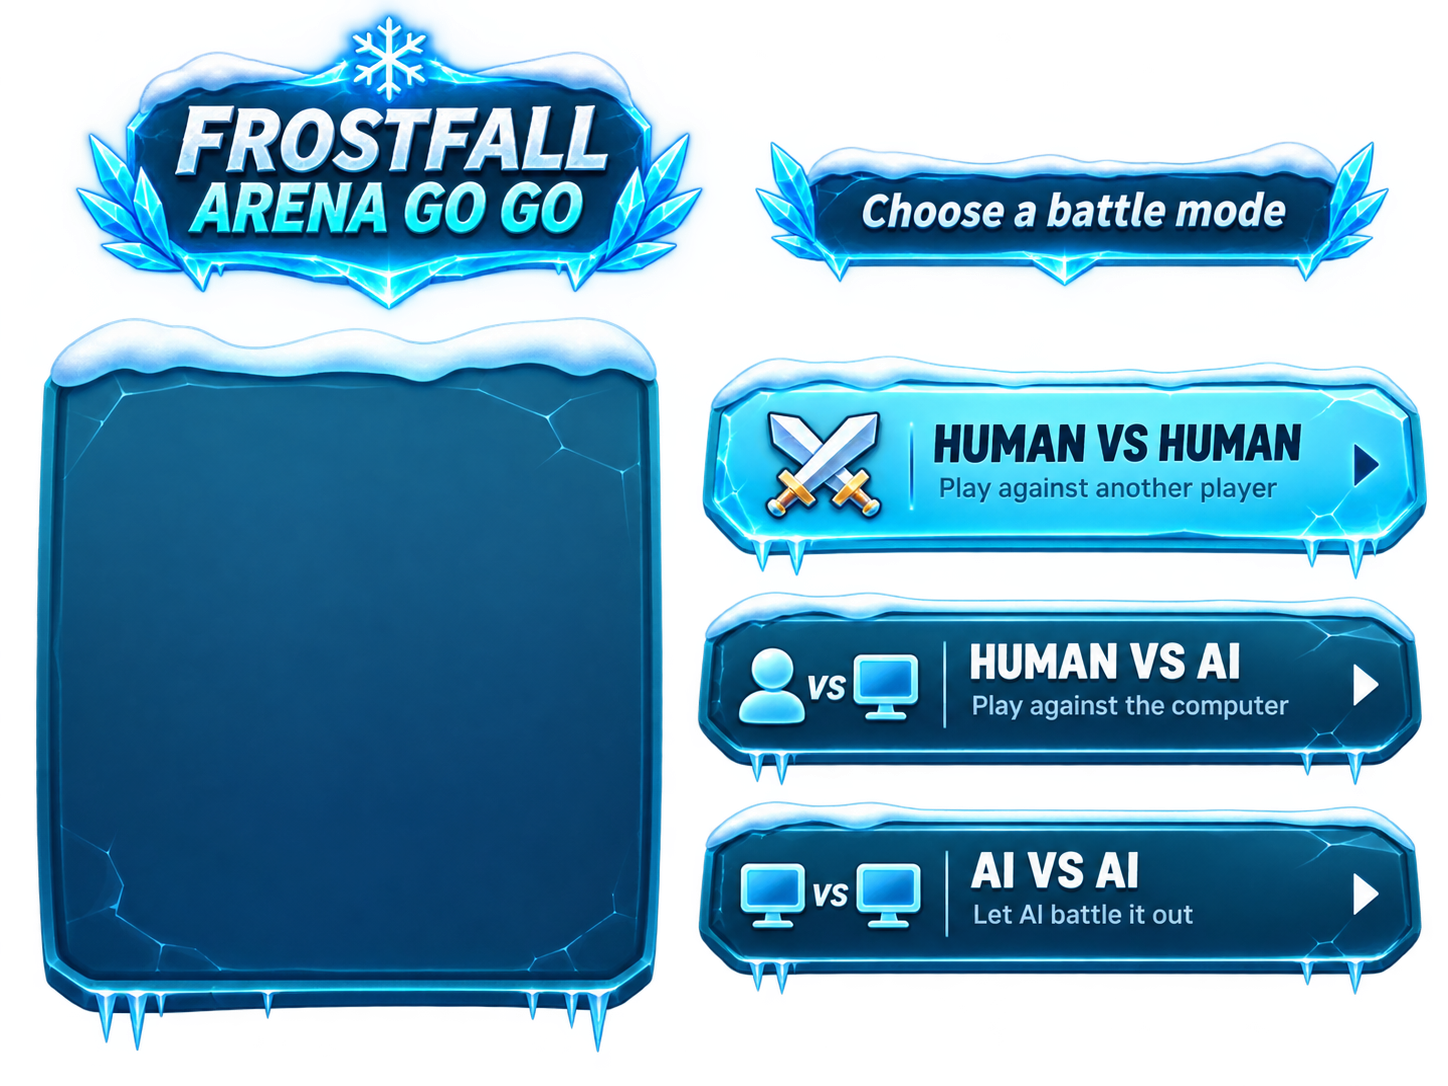 FROSTFALL
ARENA GO GO
Choose a battle mode
HUMAN VS HUMAN
Play against another player
VS
HUMAN VS AI
Play against the computer
VS
AI VS AI
Let AI battle it out